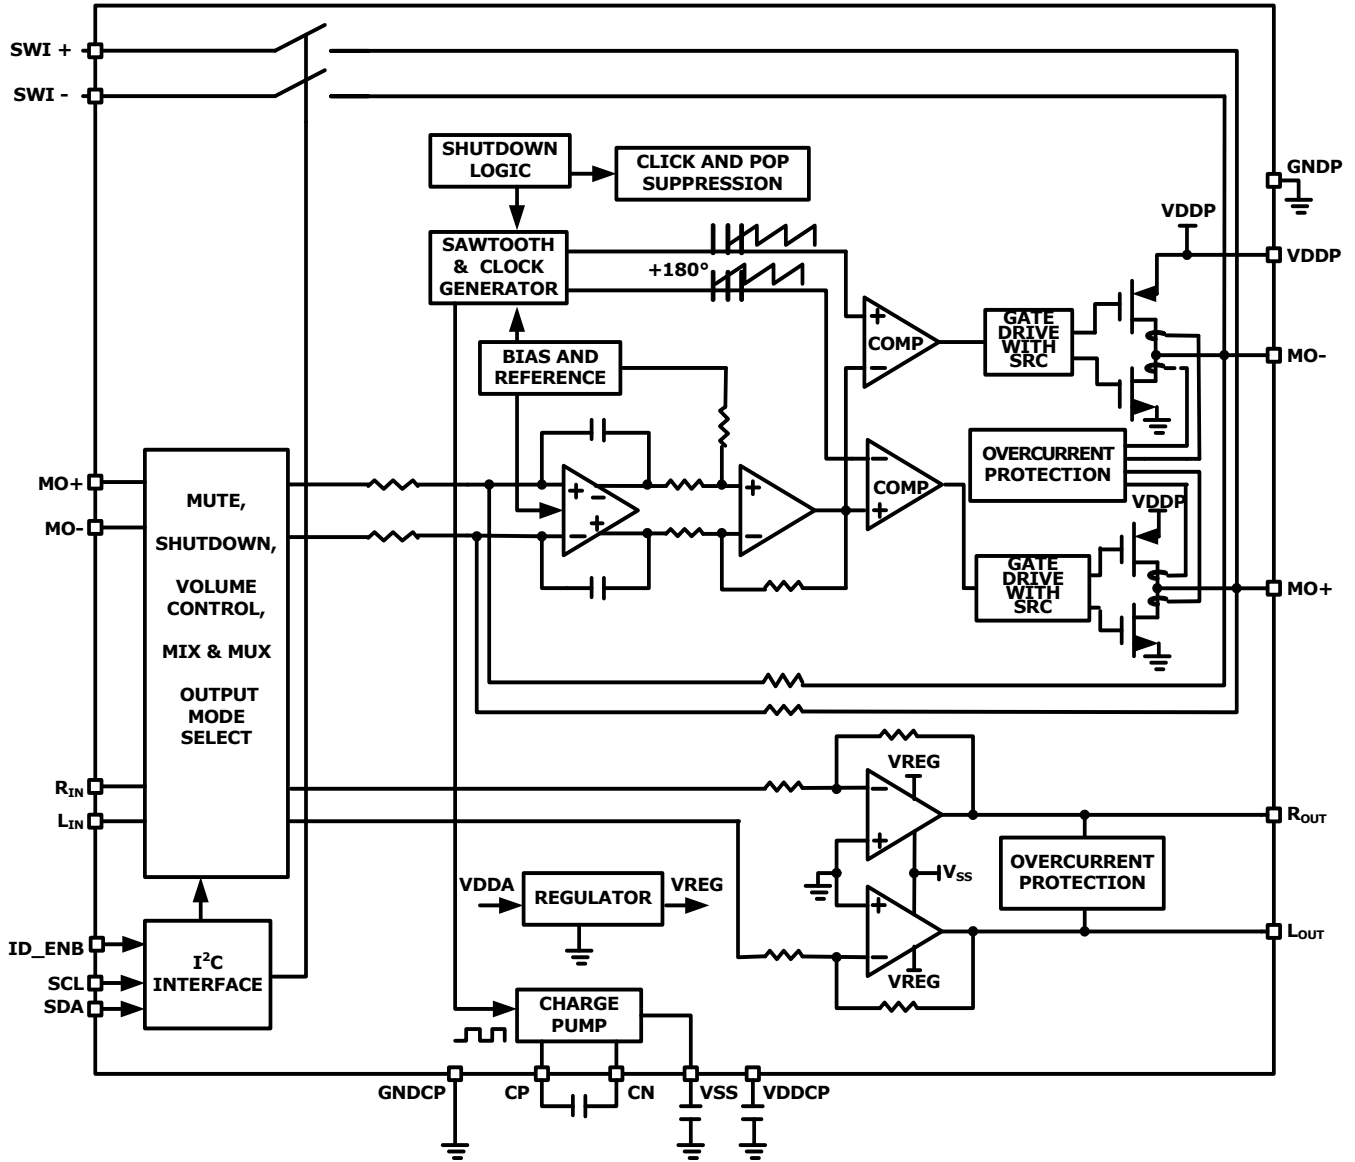 SWI +
SWI -
SHUTDOWN
LOGIC
CLICK AND POP
SUPPRESSION
GNDP
VDDP
VDDP
SAWTOOTH
& CLOCK
GENERATOR
+180°
COMP
GATE
DRIVE
WITH
SRC
MO-
BIAS AND
REFERENCE
OVERCURRENT
PROTECTION
COMP
VDDP
GATE
DRIVE
WITH
SRC
MO+
MO+
MO-
MUTE,
SHUTDOWN,
VOLUME
CONTROL,
MIX & MUX
OUTPUT
MODE
SELECT
RIN
LIN
VREG
ROUT
OVERCURRENT
PROTECTION
VSS
VDDA
REGULATOR
VREG
LOUT
VREG
ID_ENB
SCL
SDA
I²C
INTERFACE
CHARGE
PUMP
GNDCP
CP
CN
VSS
VDDCP